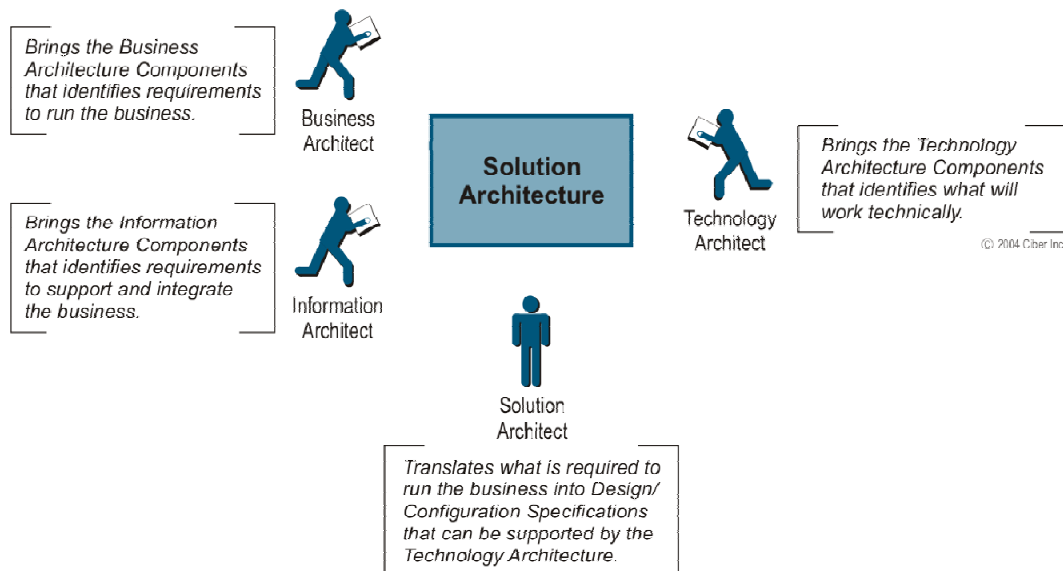 Brings the Business
Architecture Components
that identifies requirements
to run the business.
Business
Architect
Brings the Information
Architecture Components
that identifies requirements
to support and integrate
the business.
Information
Architect
Solution
Architecture
Technology
Architect
Brings the Technology
Architecture Components
that identifies what will
work technically.
© 2004 Ciber Inc
Solution
Architect
Translates what is required to
run the business into Design/
Configuration Specifications
that can be supported by the
Technology Architecture.